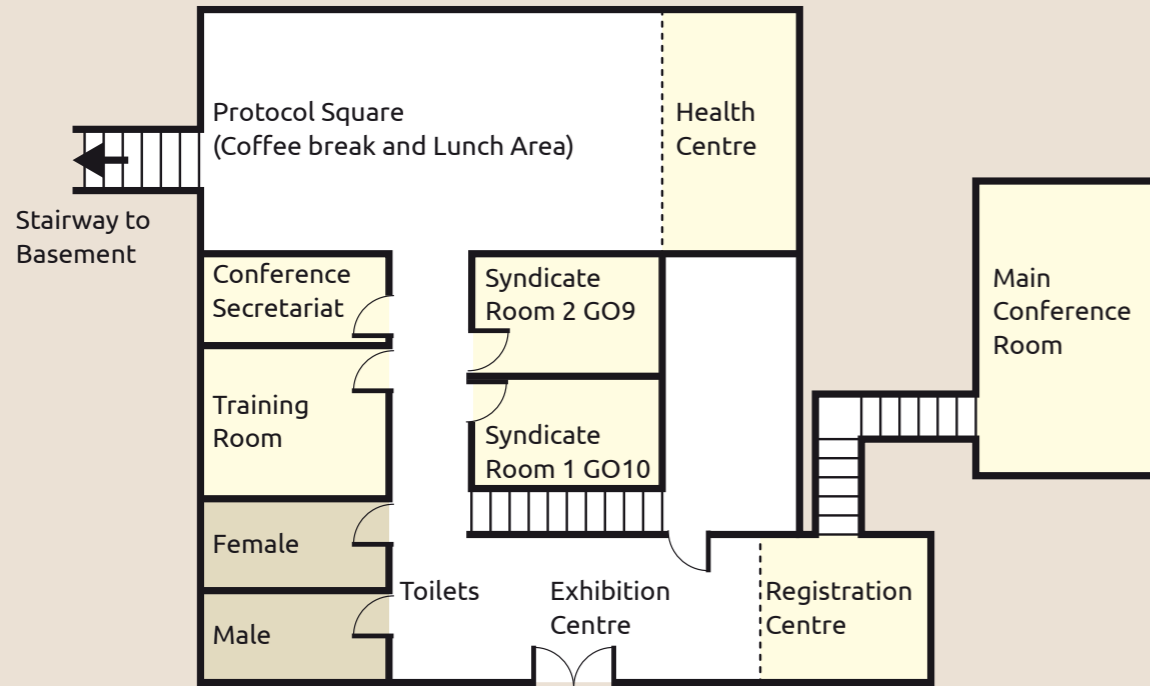 Protocol Square
(Coffee break and Lunch Area)
Health
Centre
Stairway to
Basement
Conference
Secretariat
Syndicate
Room 2 GO9
Main
Conference
Room
Training
Room
Syndicate
Room 1 GO10
Female
Toilets
Exhibition
Centre
Registration
Centre
Male